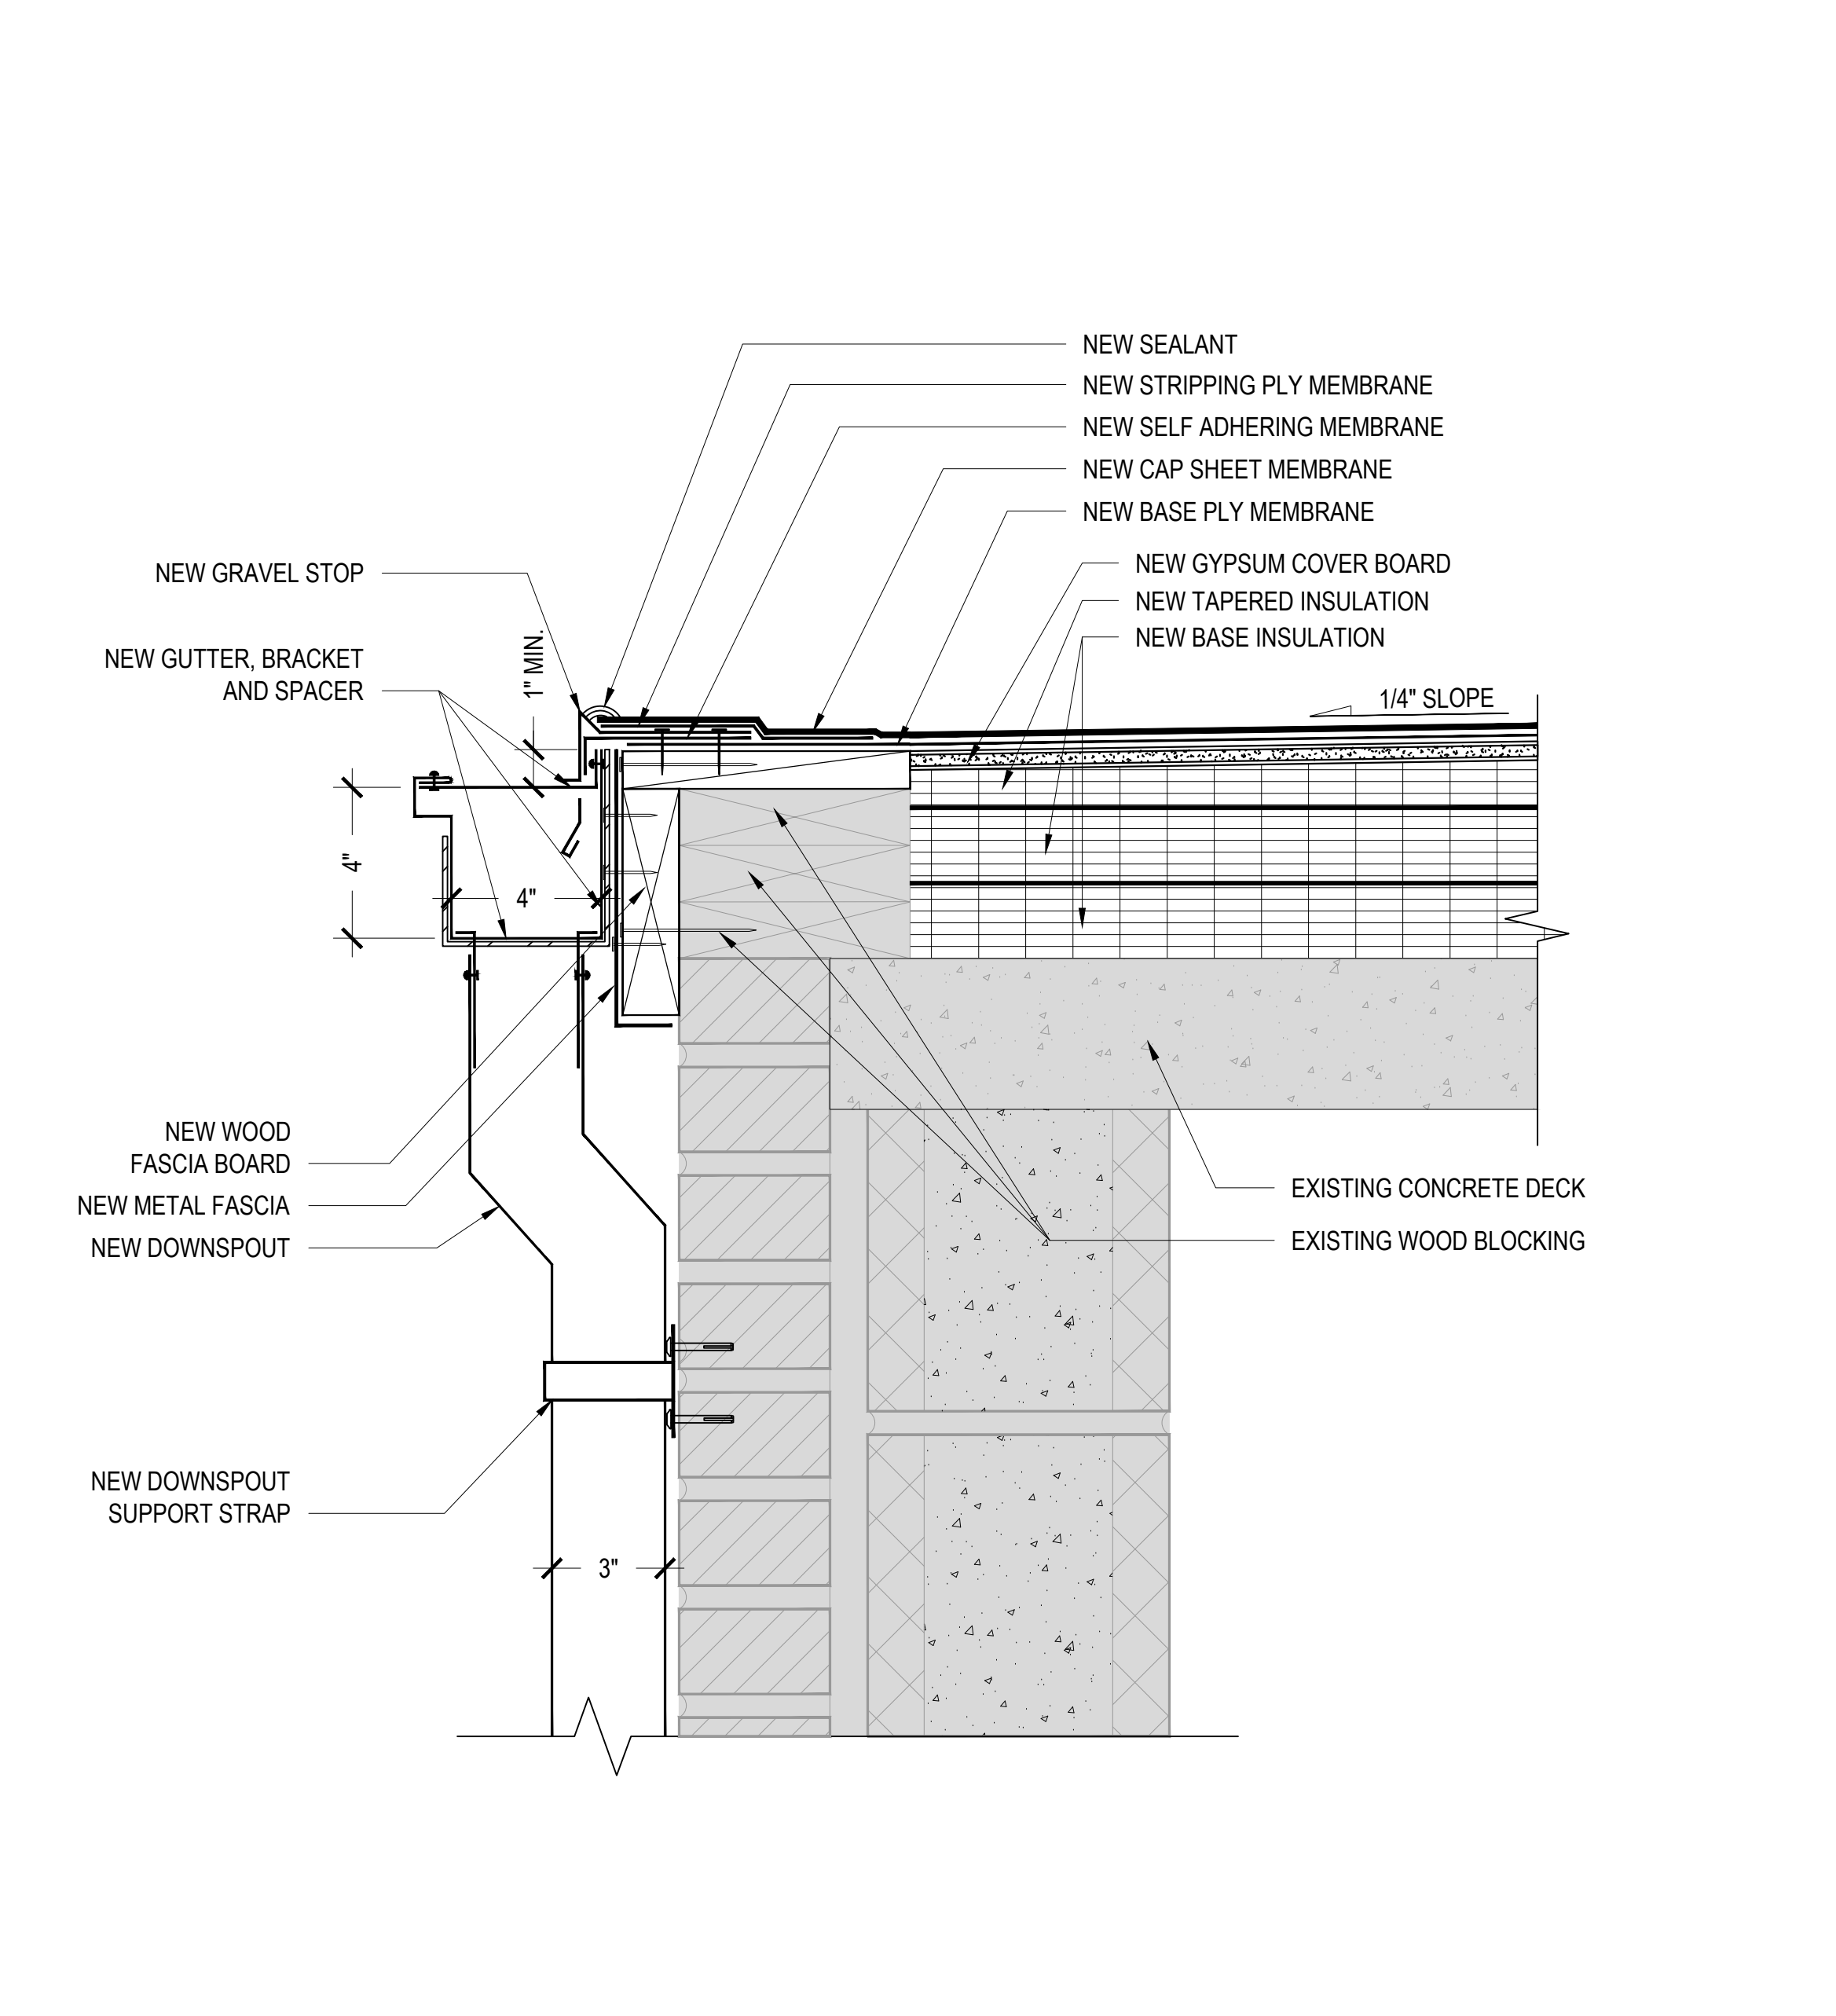 NEW SEALANT
NEW STRIPPING PLY MEMBRANE
NEW SELF ADHERING MEMBRANE
NEW CAP SHEET MEMBRANE
NEW BASE PLY MEMBRANE
NEW GYPSUM COVER BOARD
NEW TAPERED INSULATION
NEW BASE INSULATION
1/4" SLOPE
NEW GRAVEL STOP
NEW GUTTER, BRACKET
AND SPACER
1" MIN.
4"
4"
NEW WOOD
FASCIA BOARD
NEW METAL FASCIA
NEW DOWNSPOUT
EXISTING CONCRETE DECK
EXISTING WOOD BLOCKING
NEW DOWNSPOUT
SUPPORT STRAP
3"